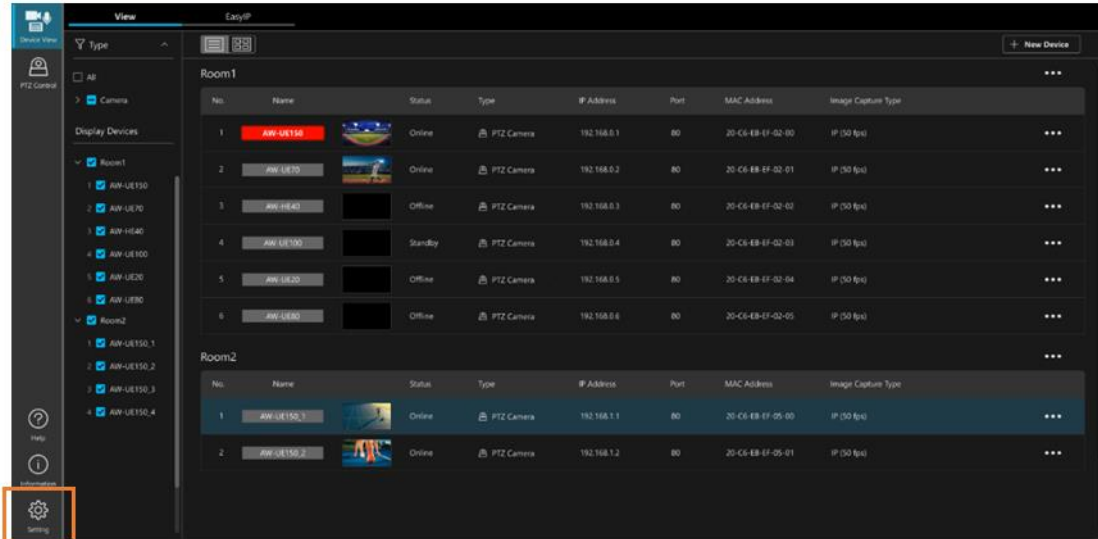 View EasyIP
Device View
PTZ Control
Type
All
Camera
Display Devices
Room1
1 AW-UE150
2 AW-UE70
3 AW-HE40
4 AW-UE100
5 AW-UE20
6 AW-UE80
Room2
1 AW-UE150_1
2 AW-UE150_2
3 AW-UE150_3
4 AW-UE150_4
Help
Information
Setting
+ New Device
Room1
No. Name Status Type IP Address Port MAC Address Image Capture Type
1 AW-UE150 Online PTZ Camera 192.168.0.1 80 20-C6-EB-EF-02-00 IP (50 fps)
2 AW-UE70 Online PTZ Camera 192.168.0.2 80 20-C6-EB-EF-02-01 IP (50 fps)
3 AW-HE40 Offline PTZ Camera 192.168.0.3 80 20-C6-EB-EF-02-02 IP (50 fps)
4 AW-UE100 Standby PTZ Camera 192.168.0.4 80 20-C6-EB-EF-02-03 IP (50 fps)
5 AW-UE20 Offline PTZ Camera 192.168.0.5 80 20-C6-EB-EF-02-04 IP (50 fps)
6 AW-UE80 Offline PTZ Camera 192.168.0.6 80 20-C6-EB-EF-02-05 IP (50 fps)
Room2
No. Name Status Type IP Address Port MAC Address Image Capture Type
1 AW-UE150_1 Online PTZ Camera 192.168.1.1 80 20-C6-EB-EF-05-00 IP (50 fps)
2 AW-UE150_2 Online PTZ Camera 192.168.1.2 80 20-C6-EB-EF-05-01 IP (50 fps)